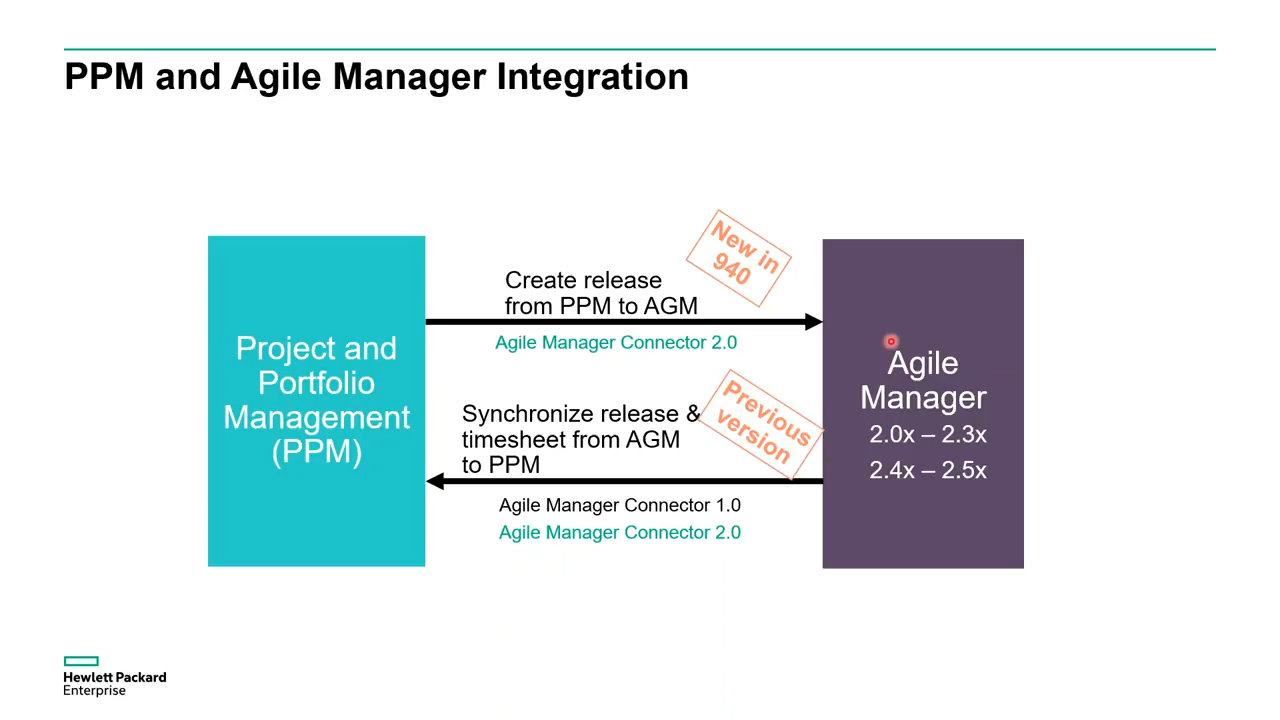 PPM and Agile Manager Integration
New in
940
Create release
from PPM to AGM
Agile Manager Connector 2.0
Project and
Portfolio
Management
(PPM)
Agile
Manager
2.0x – 2.3x
2.4x – 2.5x
Previous
version
Synchronize release &
timesheet from AGM
to PPM
Agile Manager Connector 1.0
Agile Manager Connector 2.0
Hewlett Packard
Enterprise